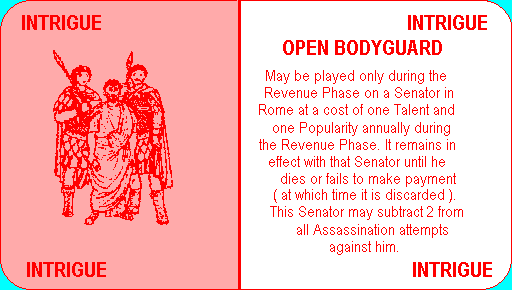 INTRIGUE
INTRIGUE
INTRIGUE
OPEN BODYGUARD
May be played only during the
Revenue Phase on a Senator in
Rome at a cost of one Talent and
one Popularity annually during
the Revenue Phase. It remains in
effect with that Senator until he
dies or fails to make payment
( at which time it is discarded ).
This Senator may subtract 2 from
all Assassination attempts
against him.
INTRIGUE